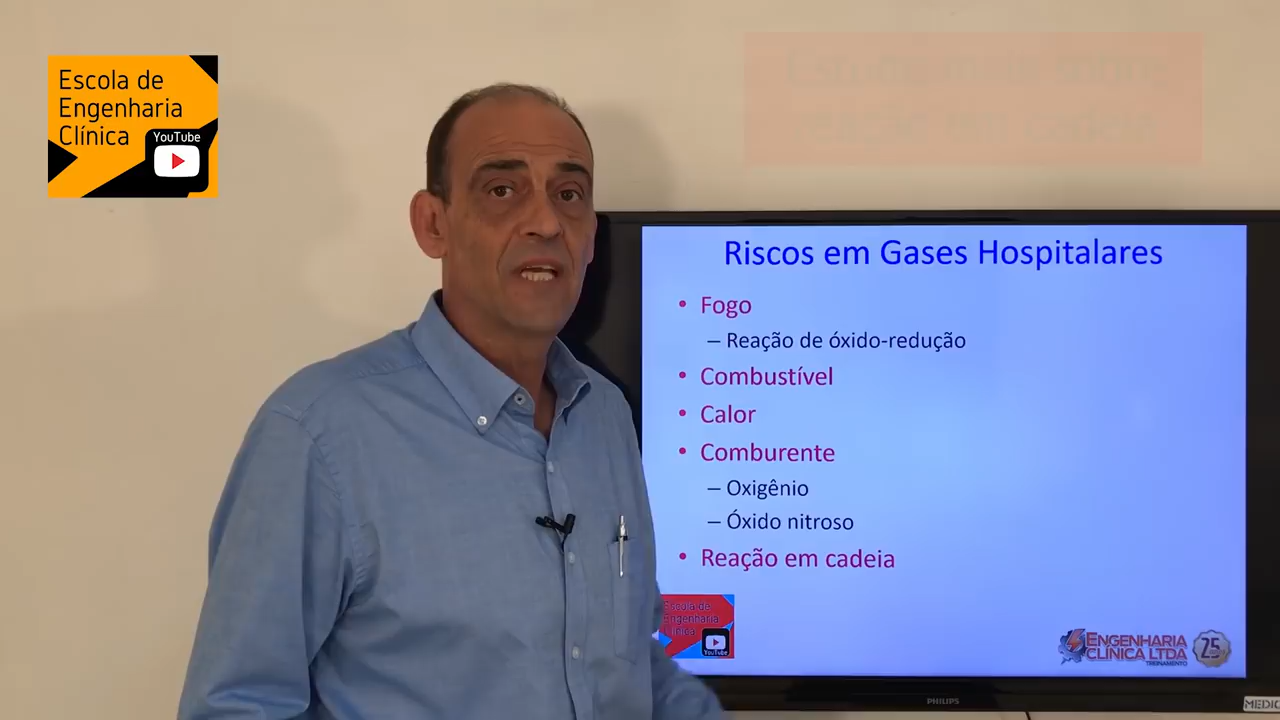 Escola de
Engenharia
Clínica
YouTube
Riscos em Gases Hospitalares
• Fogo
– Reação de óxido-redução
• Combustível
• Calor
• Comburente
– Oxigênio
– Óxido nitroso
• Reação em cadeia
Escola de
Engenharia
Clínica
YouTube
ENGENHARIA
CLÍNICA LTDA
TREINAMENTO
25
PHILIPS
MEDIC